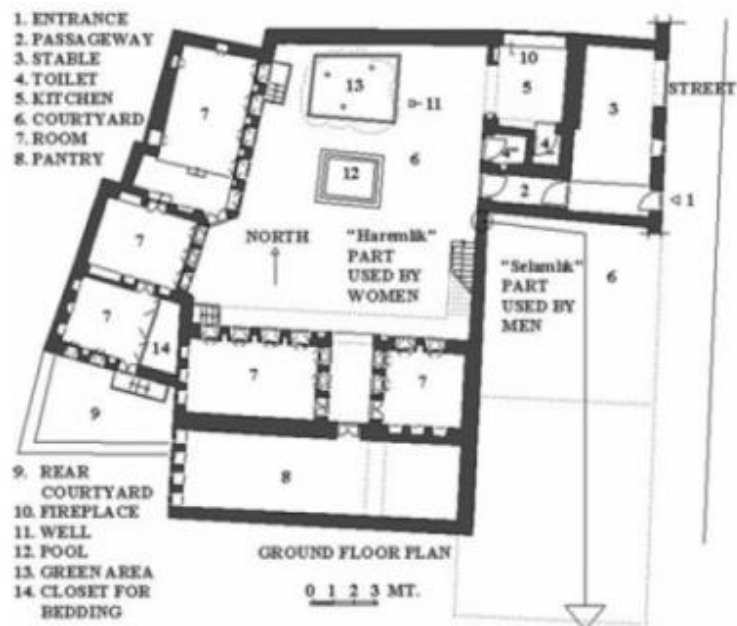 1. ENTRANCE
2. PASSAGEWAY
3. STABLE
4. TOILET
5. KITCHEN
6. COURTYARD
7. ROOM
8. PANTRY
13
10
5
3
STREET
7
11
6
4
4
12
2
1
7
NORTH
"Haremlik"
PART
USED BY
WOMEN
"Selamlık"
PART
USED BY
MEN
6
7
14
7
7
9
8
9. REAR
COURTYARD
10. FIREPLACE
11. WELL
12. POOL
13. GREEN AREA
14. CLOSET FOR
BEDDING
GROUND FLOOR PLAN
0 1 2 3 MT.